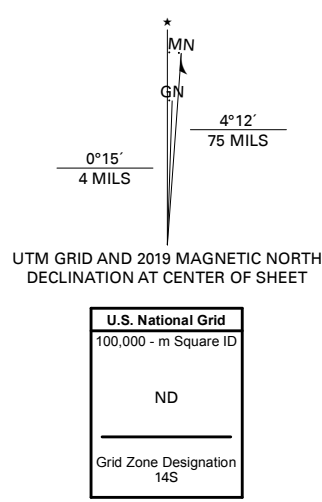 ★
MN
GN
4°12´
75 MILS
0°15´
4 MILS
UTM GRID AND 2019 MAGNETIC NORTH
DECLINATION AT CENTER OF SHEET
U.S. National Grid
100,000 - m Square ID
ND
Grid Zone Designation
14S